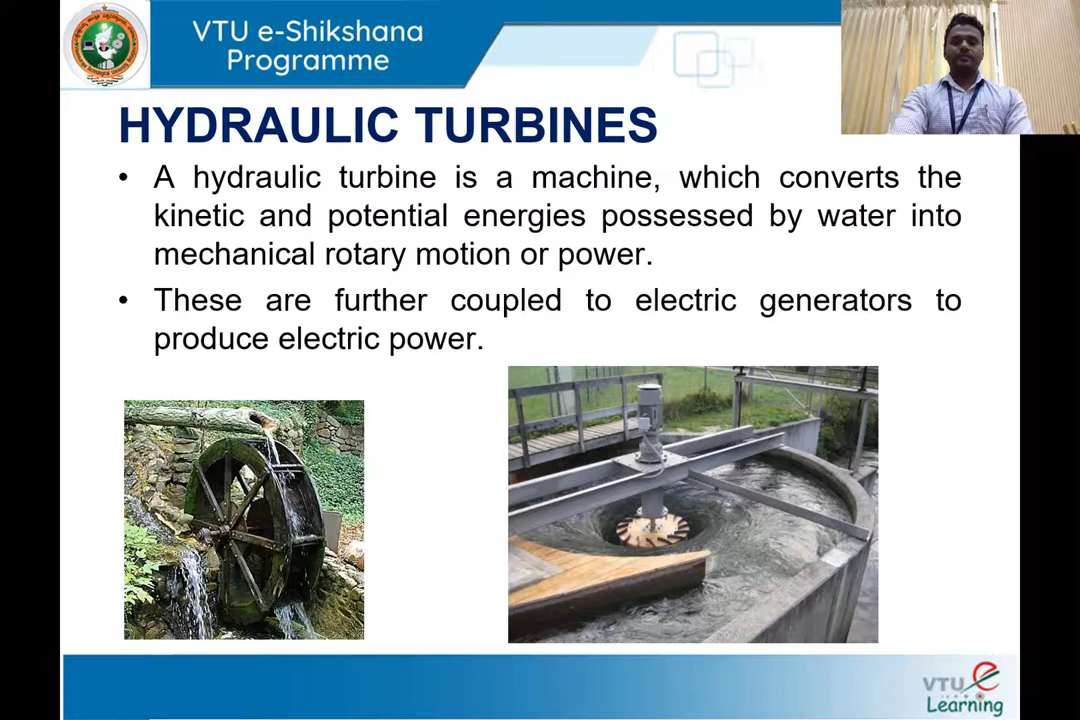 VTU e-Shikshana
Programme
HYDRAULIC TURBINES
• A hydraulic turbine is a machine, which converts the
kinetic and potential energies possessed by water into
mechanical rotary motion or power.
• These are further coupled to electric generators to
produce electric power.
VTU e
Learning